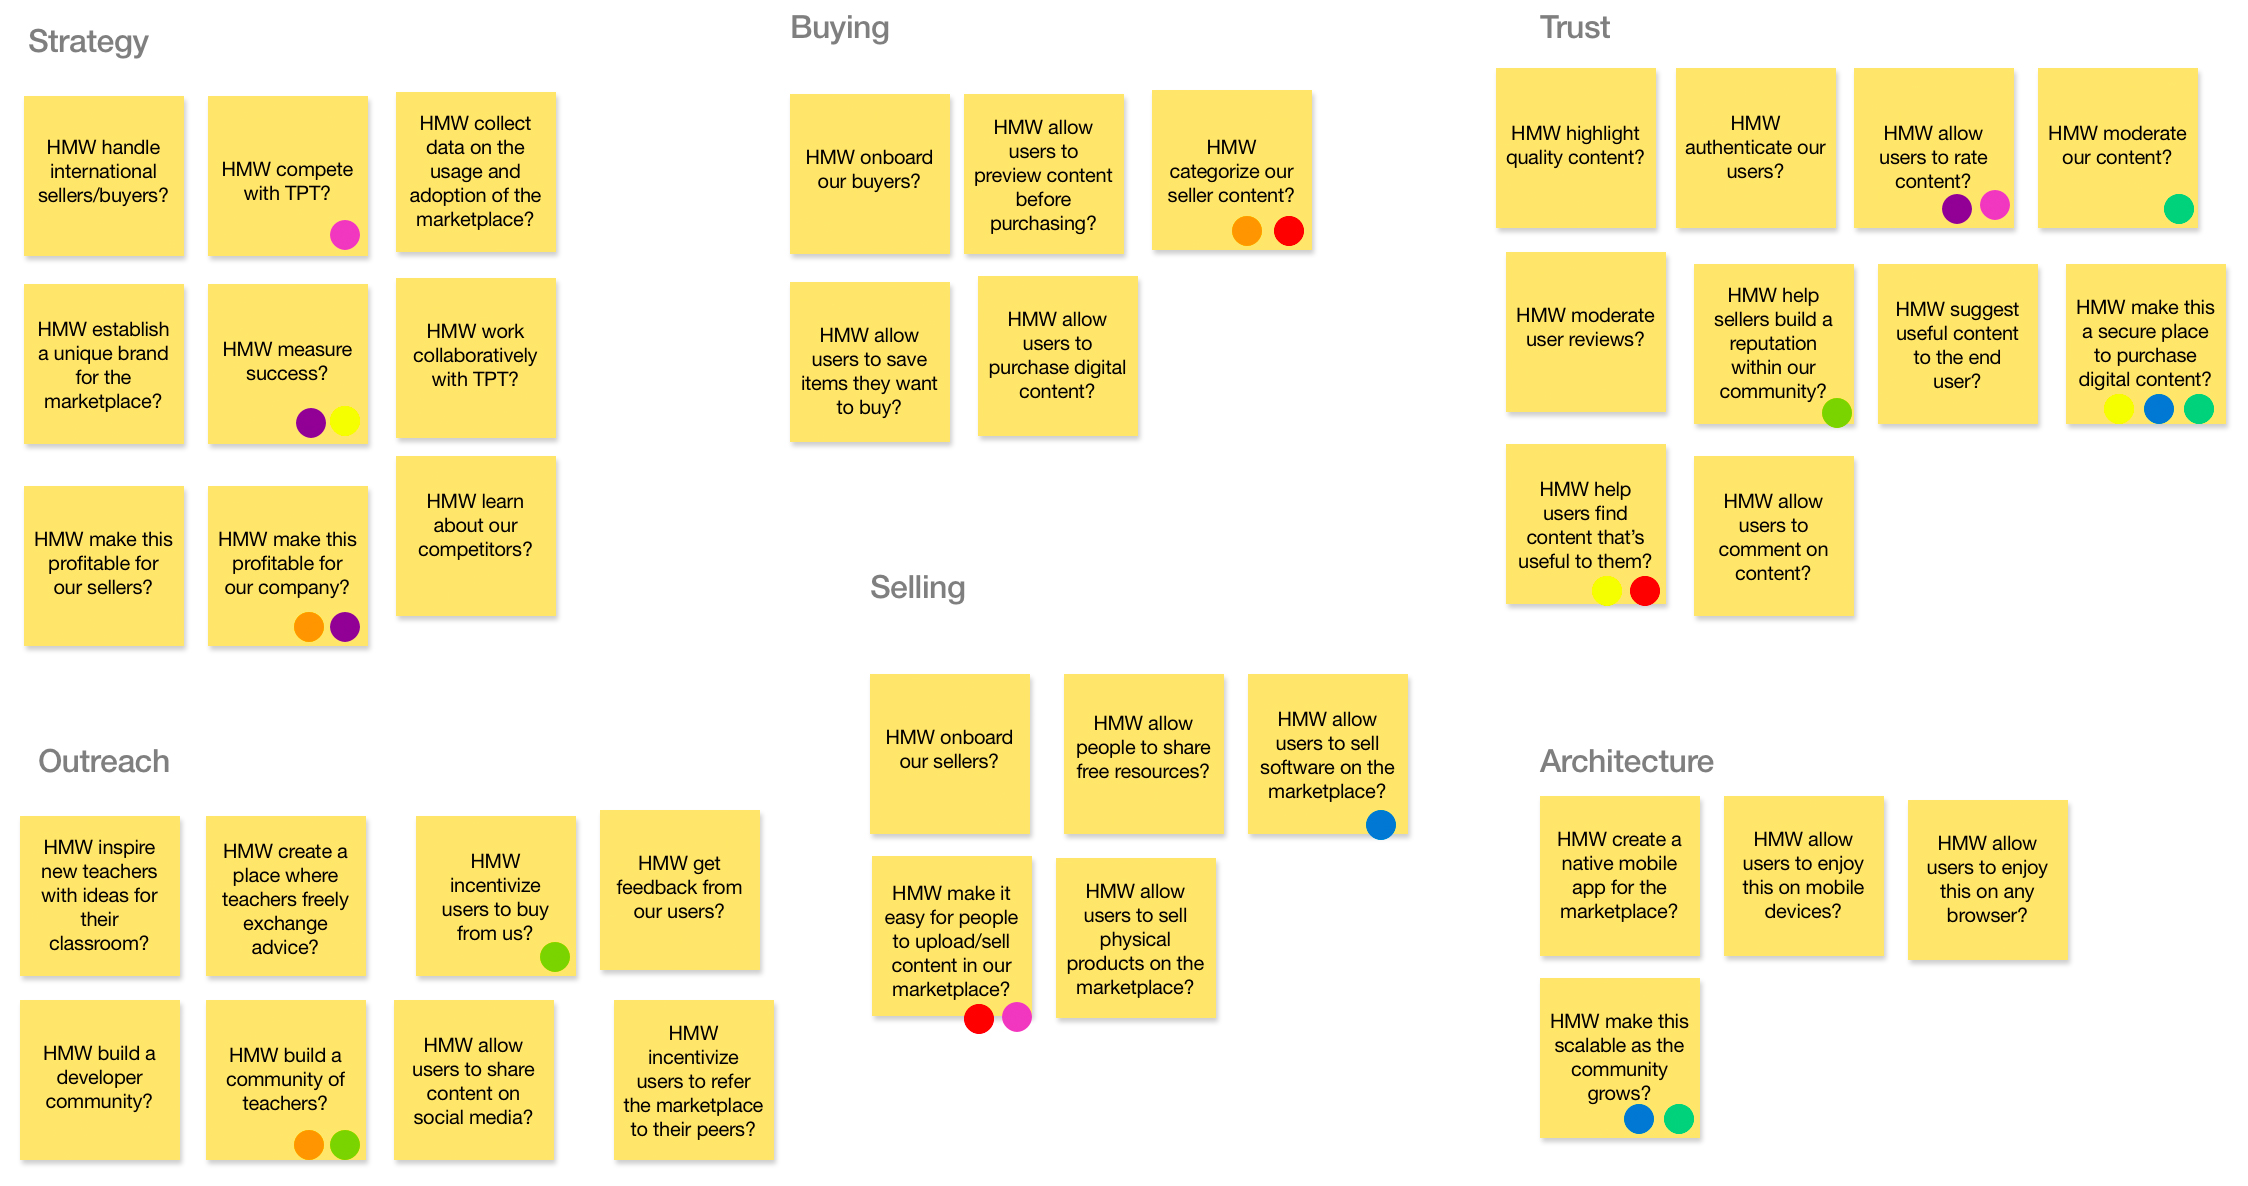 Strategy
HMW handle
international
sellers/buyers?
HMW compete
with TPT?
HMW collect
data on the
usage and
adoption of the
marketplace?
HMW establish
a unique brand
for the
marketplace?
HMW measure
success?
HMW work
collaboratively
with TPT?
HMW make this
profitable for
our sellers?
HMW make this
profitable for
our company?
HMW learn
about our
competitors?
Buying
HMW onboard
our buyers?
HMW allow
users to
preview content
before
purchasing?
HMW
categorize our
seller content?
HMW allow
users to save
items they want
to buy?
HMW allow
users to
purchase digital
content?
Trust
HMW highlight
quality content?
HMW
authenticate our
users?
HMW allow
users to rate
content?
HMW moderate
our content?
HMW moderate
user reviews?
HMW help
sellers build a
reputation
within our
community?
HMW suggest
useful content
to the end
user?
HMW make this
a secure place
to purchase
digital content?
HMW help
users find
content that's
useful to them?
HMW allow
users to
comment on
content?
Outreach
HMW inspire
new teachers
with ideas for
their
classroom?
HMW create a
place where
teachers freely
exchange
advice?
HMW
incentivize
users to buy
from us?
HMW get
feedback from
our users?
HMW build a
developer
community?
HMW build a
community of
teachers?
HMW allow
users to share
content on
social media?
HMW
incentivize
users to refer
the marketplace
to their peers?
Selling
HMW onboard
our sellers?
HMW allow
people to share
free resources?
HMW allow
users to sell
software on the
marketplace?
HMW make it
easy for people
to upload/sell
content in our
marketplace?
HMW allow
users to sell
physical
products on the
marketplace?
Architecture
HMW create a
native mobile
app for the
marketplace?
HMW allow
users to enjoy
this on mobile
devices?
HMW allow
users to enjoy
this on any
browser?
HMW make this
scalable as the
community
grows?